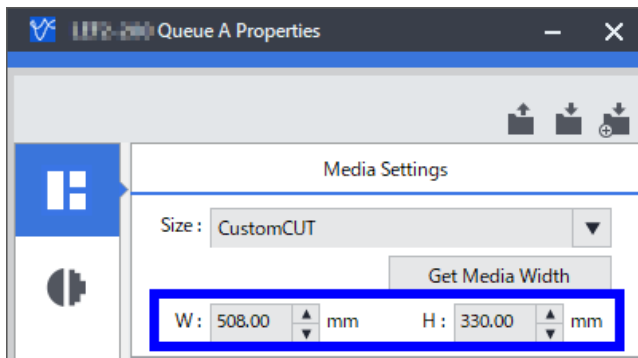 Queue A Properties
Media Settings
Size : CustomCUT
Get Media Width
W : 508.00 mm H : 330.00 mm